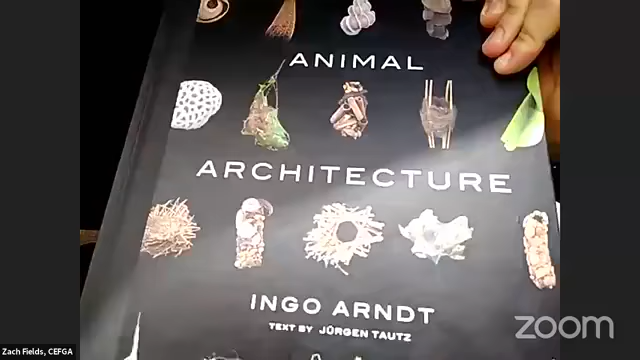 ANIMAL
ARCHITECTURE
INGO ARNDT
TEXT BY JÜRGEN TAUTZ
Zach Fields, CEFGA
zoom